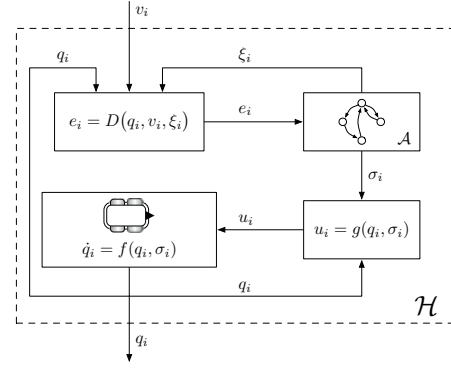 v_i
q_i
ξ_i
e_i = D(q_i, v_i, ξ_i)
e_i
𝒜
σ_i
u_i
u_i = g(q_i, σ_i)
q̇_i = f(q_i, σ_i)
q_i
ℋ
q_i